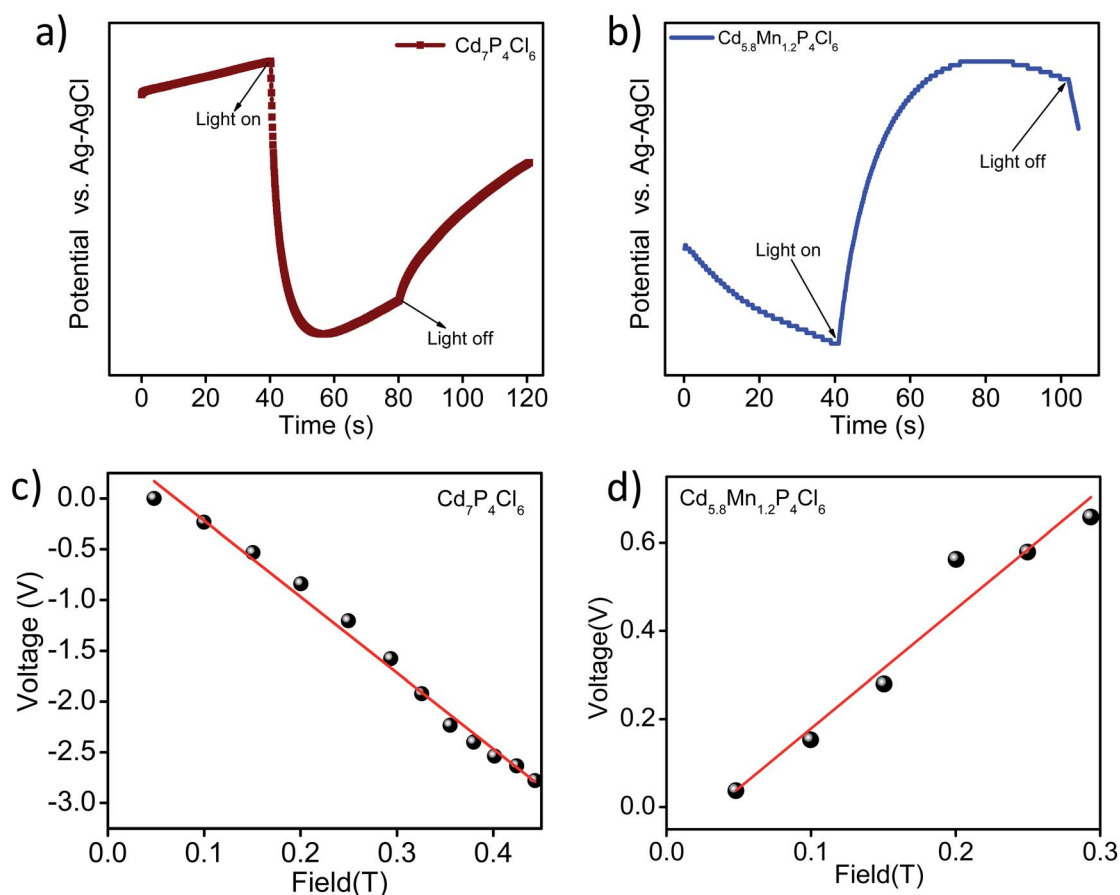 a)
Cd7P4Cl6
Potential vs. Ag-AgCl
Light on
Light off
0 20 40 60 80 100 120
Time (s)
b)
Cd5.8Mn1.2P4Cl6
Potential vs. Ag-AgCl
Light on
Light off
0 20 40 60 80 100
Time (s)
c)
Cd7P4Cl6
Voltage (V)
0.0
-0.5
-1.0
-1.5
-2.0
-2.5
-3.0
0.0 0.1 0.2 0.3 0.4
Field(T)
d)
Cd5.8Mn1.2P4Cl6
Voltage(V)
0.6
0.4
0.2
0.0
0.0 0.1 0.2 0.3
Field(T)